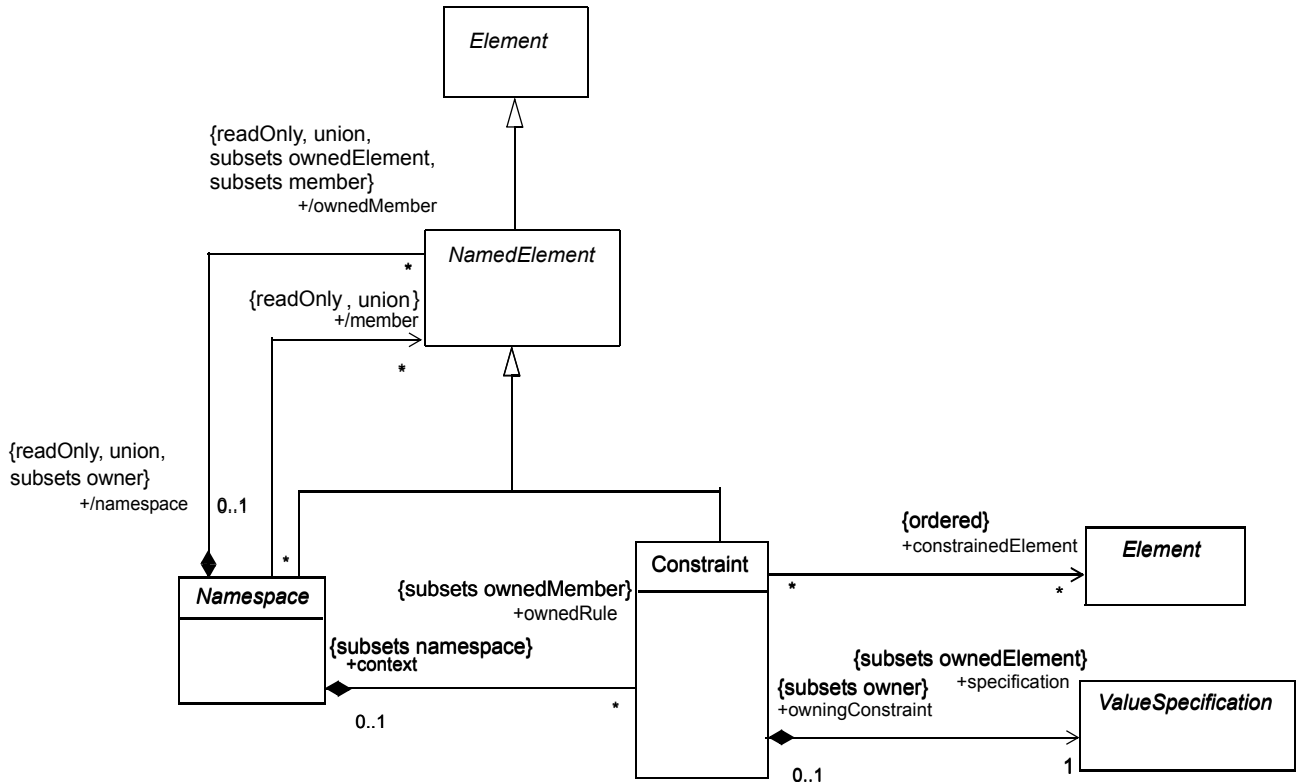 Element
{readOnly, union,
subsets ownedElement,
subsets member}
+/ownedMember
NamedElement
*
{readOnly , union}
+/member
*
{readOnly, union,
subsets owner}
+/namespace
0..1
*
Namespace
{subsets ownedMember}
+ownedRule
Constraint
{ordered}
+constrainedElement
Element
*
*
{subsets namespace}
+context
0..1
*
{subsets ownedElement}
+specification
{subsets owner}
+owningConstraint
ValueSpecification
0..1
1